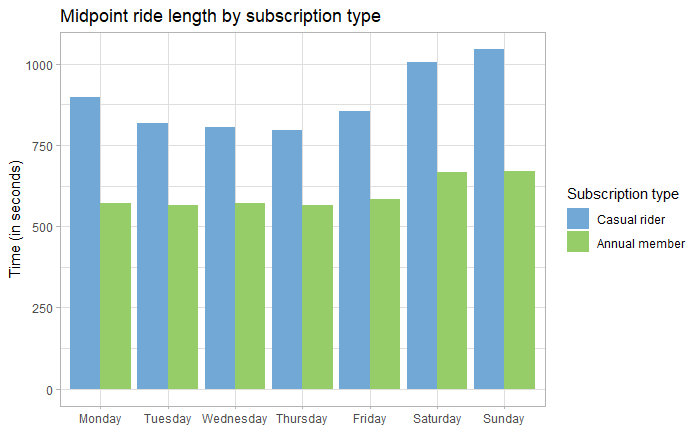 Midpoint ride length by subscription type
Time (in seconds)
1000
750
500
250
0
Monday Tuesday Wednesday Thursday Friday Saturday Sunday
Subscription type
Casual rider
Annual member